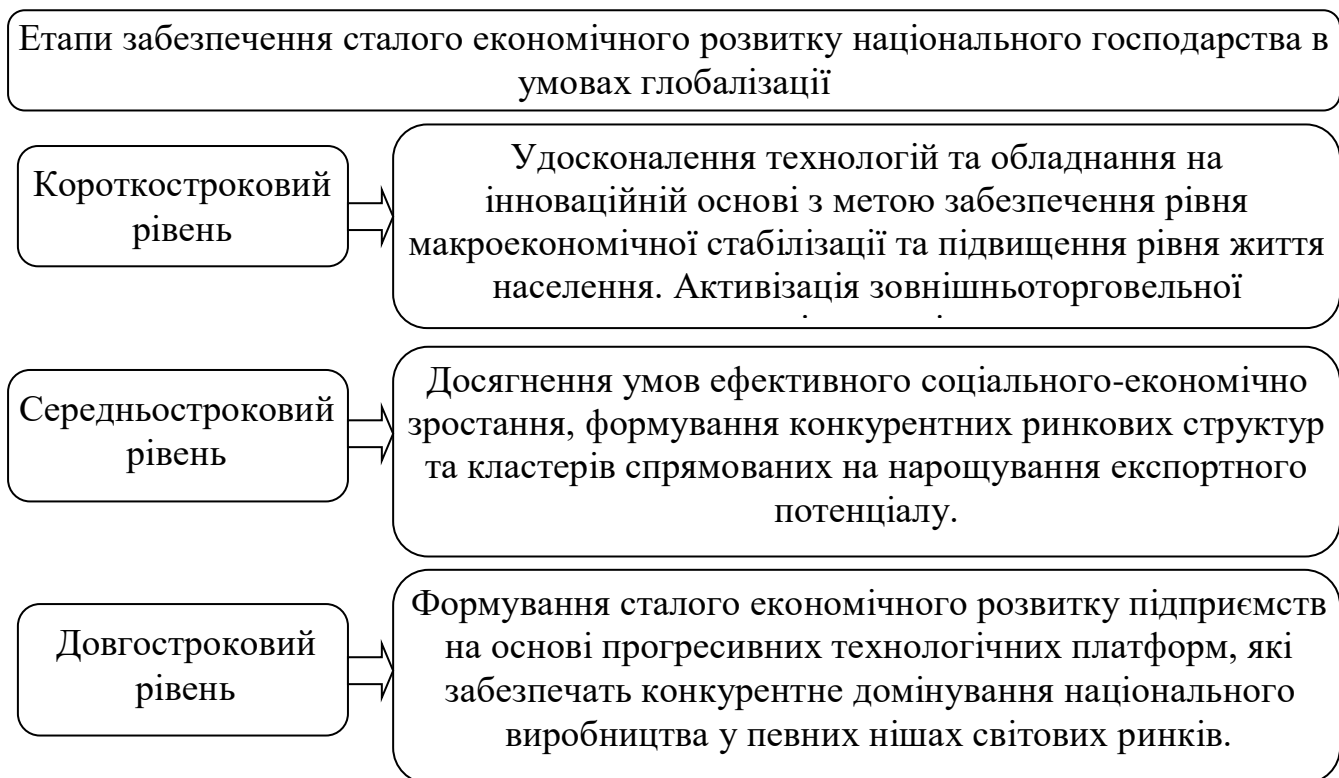 Етапи забезпечення сталого економічного розвитку національного господарства в
умовах глобалізації
Короткостроковий
рівень
Удосконалення технологій та обладнання на
інноваційній основі з метою забезпечення рівня
макроекономічної стабілізації та підвищення рівня життя
населення. Активізація зовнішньоторговельної
Середньостроковий
рівень
Досягнення умов ефективного соціального-економічно
зростання, формування конкурентних ринкових структур
та кластерів спрямованих на нарощування експортного
потенціалу.
Довгостроковий
рівень
Формування сталого економічного розвитку підприємств
на основі прогресивних технологічних платформ, які
забезпечать конкурентне домінування національного
виробництва у певних нішах світових ринків.